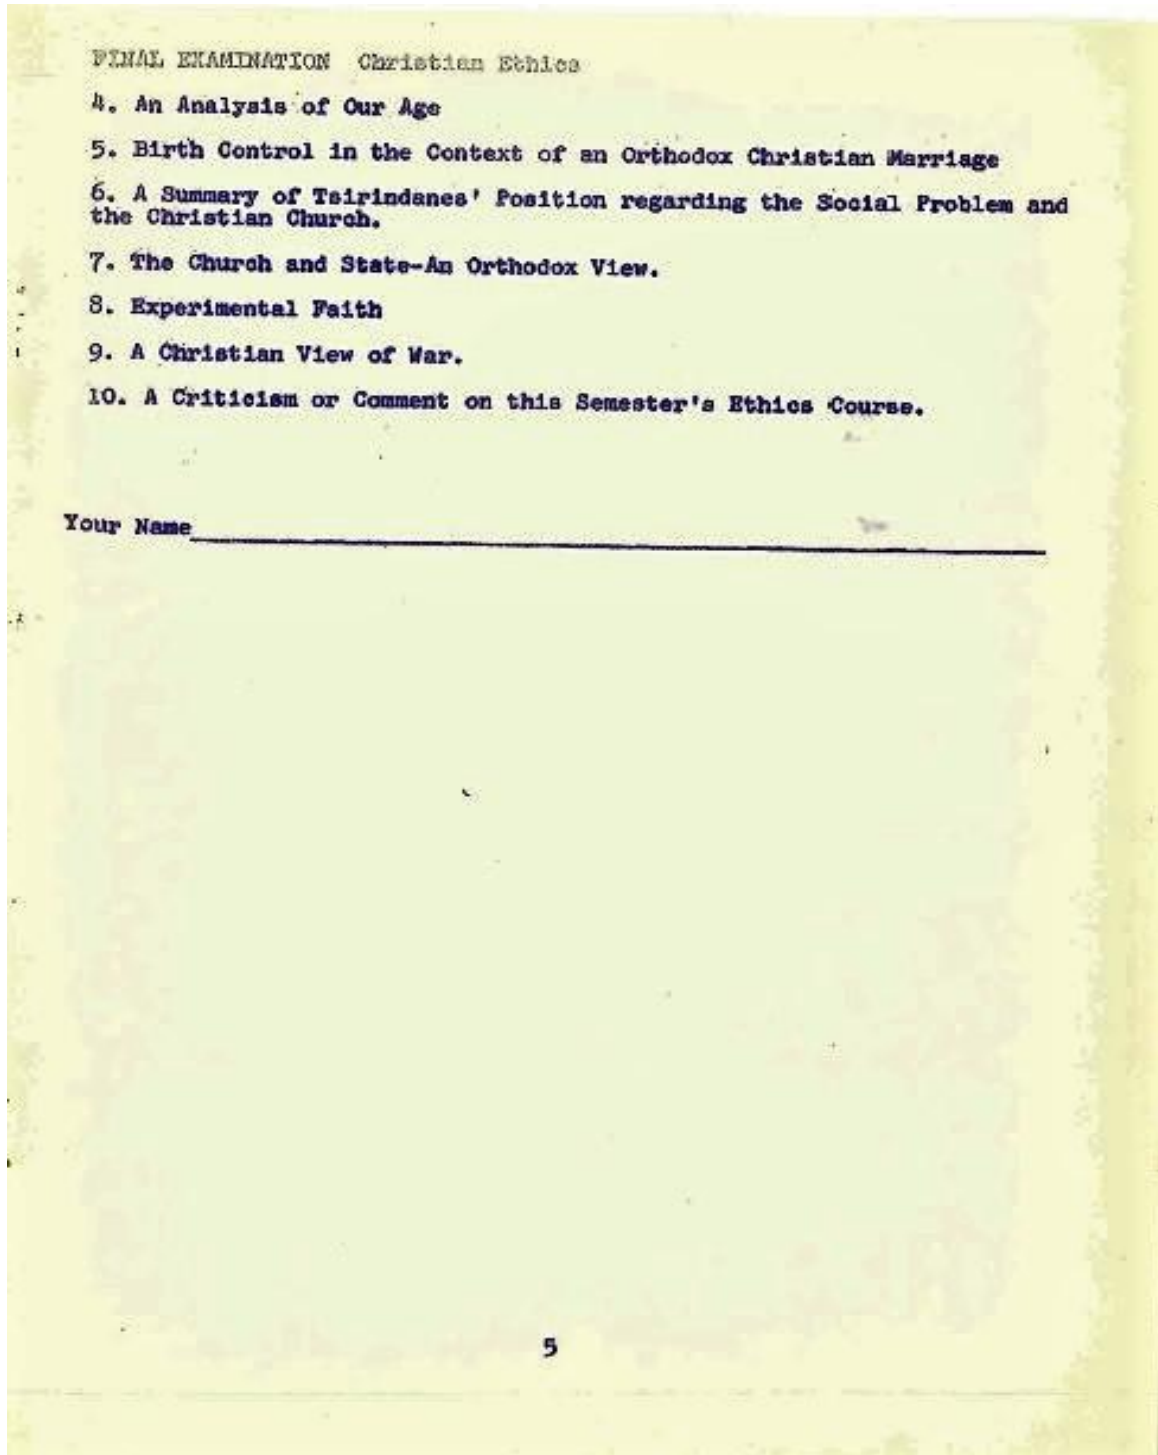 FINAL EXAMINATION Christian Ethics
4. An Analysis of Our Age
5. Birth Control in the Context of an Orthodox Christian Marriage
6. A Summary of Tsirindanes' Position regarding the Social Problem and
the Christian Church.
7. The Church and State-An Orthodox View.
8. Experimental Faith
9. A Christian View of War.
10. A Criticism or Comment on this Semester's Ethics Course.
Your Name
5